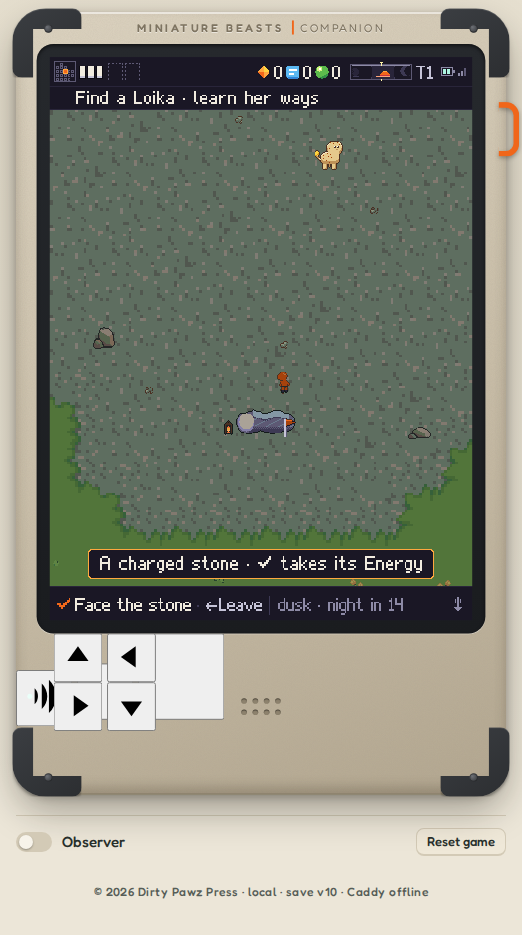 MINIATURE BEASTS | COMPANION
0 0 0 T1
Find a Loika · learn her ways
A charged stone · ✓ takes its Energy
✓ Face the stone · ←Leave | dusk · night in 14
Observer
Reset game
© 2026 Dirty Pawz Press · local · save v10 · Caddy offline